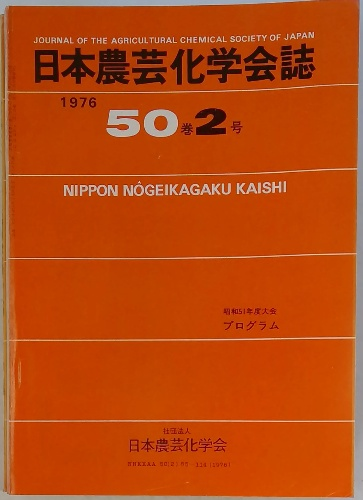 JOURNAL OF THE AGRICULTURAL CHEMICAL SOCIETY OF JAPAN
日本農芸化学会誌
1976
50巻2号
NIPPON NÔGEIKAGAKU KAISHI
昭和51年度大会
プログラム
社団法人
日本農芸化学会